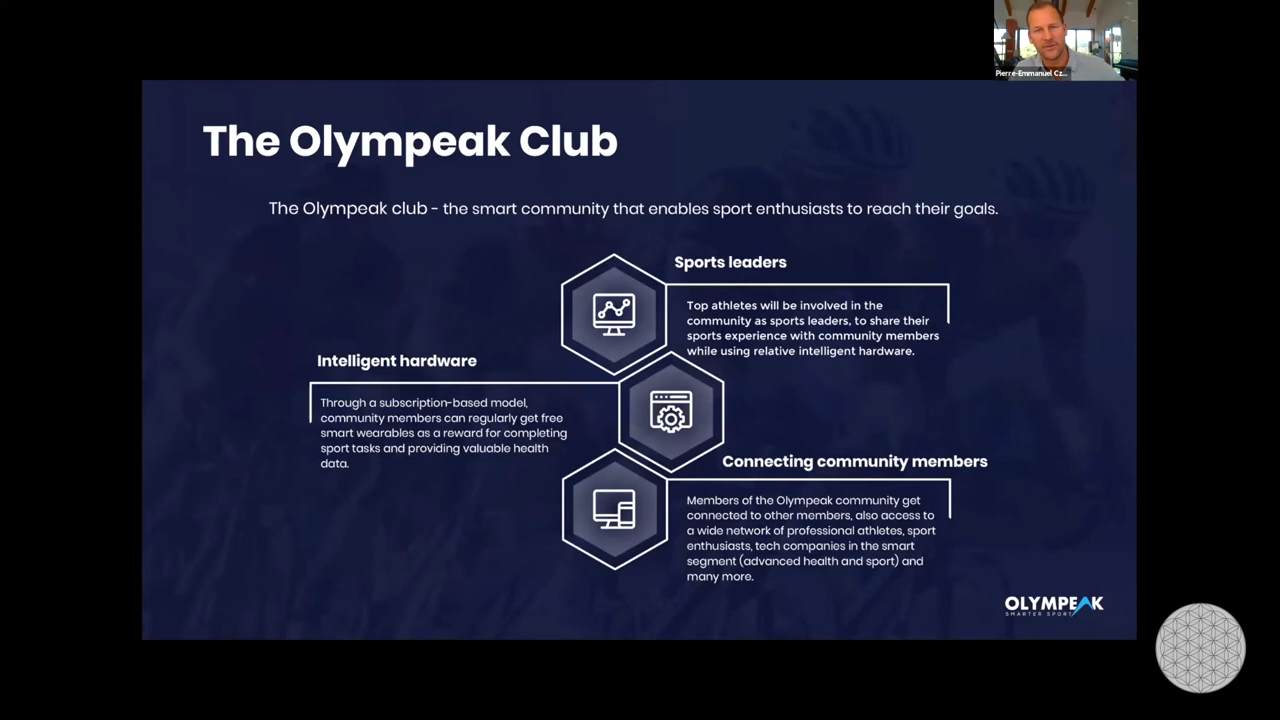 Pierre-Emmanuel Cz...
The Olympeak Club
The Olympeak club - the smart community that enables sport enthusiasts to reach their goals.
Sports leaders
Top athletes will be involved in the
community as sports leaders, to share their
sports experience with community members
while using relative intelligent hardware.
Intelligent hardware
Through a subscription-based model,
community members can regularly get free
smart wearables as a reward for completing
sport tasks and providing valuable health
data.
Connecting community members
Members of the Olympeak community get
connected to other members, also access to
a wide network of professional athletes, sport
enthusiasts, tech companies in the smart
segment (advanced health and sport) and
many more.
OLYMPEAK
SMARTER SPORT